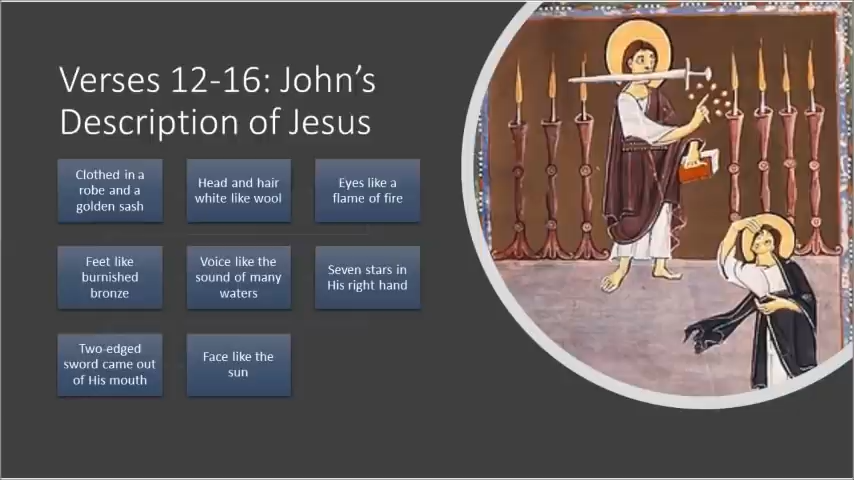 Verses 12-16: John’s
Description of Jesus
Clothed in a
robe and a
golden sash
Head and hair
white like wool
Eyes like a
flame of fire
Feet like
burnished
bronze
Voice like the
sound of many
waters
Seven stars in
His right hand
Two-edged
sword came out
of His mouth
Face like the
sun